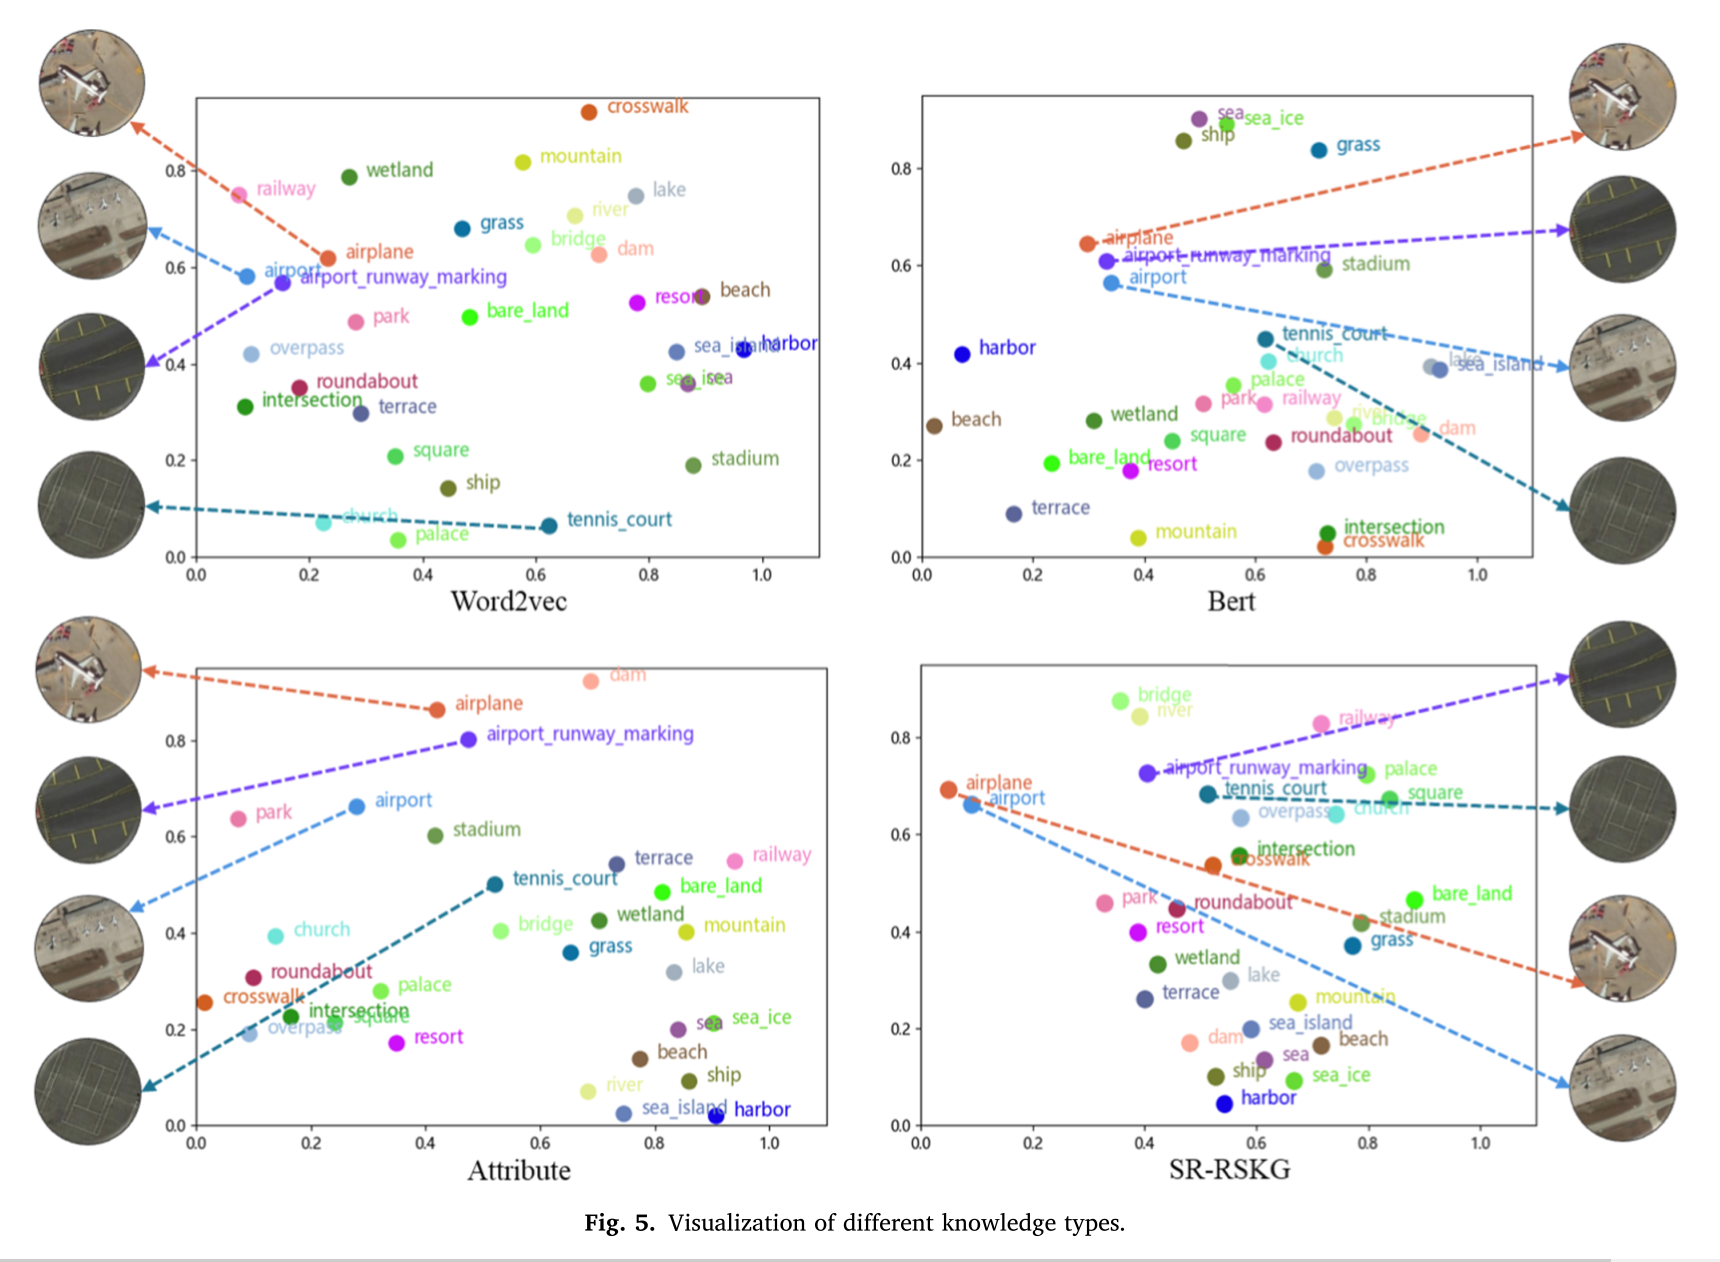 crosswalk
mountain
wetland
0.8
railway
lake
river
grass
bridge
dam
airplane
0.6
airport
airport_runway_marking
beach
resort
bare_land
park
harbor
sea_island
overpass
0.4
sea_ice
sea
roundabout
intersection
terrace
square
stadium
0.2
ship
church
tennis_court
palace
0.0
0.0 0.2 0.4 0.6 0.8 1.0
Word2vec
sea
sea_ice
ship
grass
0.8
airplane
airport_runway_marking
0.6
stadium
airport
tennis_court
harbor
church
lake
sea_island
0.4
palace
park
railway
wetland
river
bridge
beach
dam
square
roundabout
0.2
bare_land
resort
overpass
terrace
mountain
intersection
crosswalk
0.0
0.0 0.2 0.4 0.6 0.8 1.0
Bert
dam
airplane
airport_runway_marking
0.8
airport
park
stadium
0.6
terrace
railway
tennis_court
bare_land
wetland
bridge
mountain
church
0.4
grass
lake
roundabout
palace
crosswalk
intersection
square
overpass
sea
sea_ice
0.2
resort
beach
ship
river
sea_island
harbor
0.0
0.0 0.2 0.4 0.6 0.8 1.0
Attribute
bridge
river
railway
0.8
airport_runway_marking
palace
airplane
airport
tennis_court
square
overpass
church
0.6
intersection
crosswalk
park
roundabout
bare_land
stadium
0.4
resort
grass
wetland
lake
terrace
mountain
sea_island
0.2
dam
beach
sea
ship
sea_ice
harbor
0.0
0.0 0.2 0.4 0.6 0.8 1.0
SR-RSKG
Fig. 5. Visualization of different knowledge types.